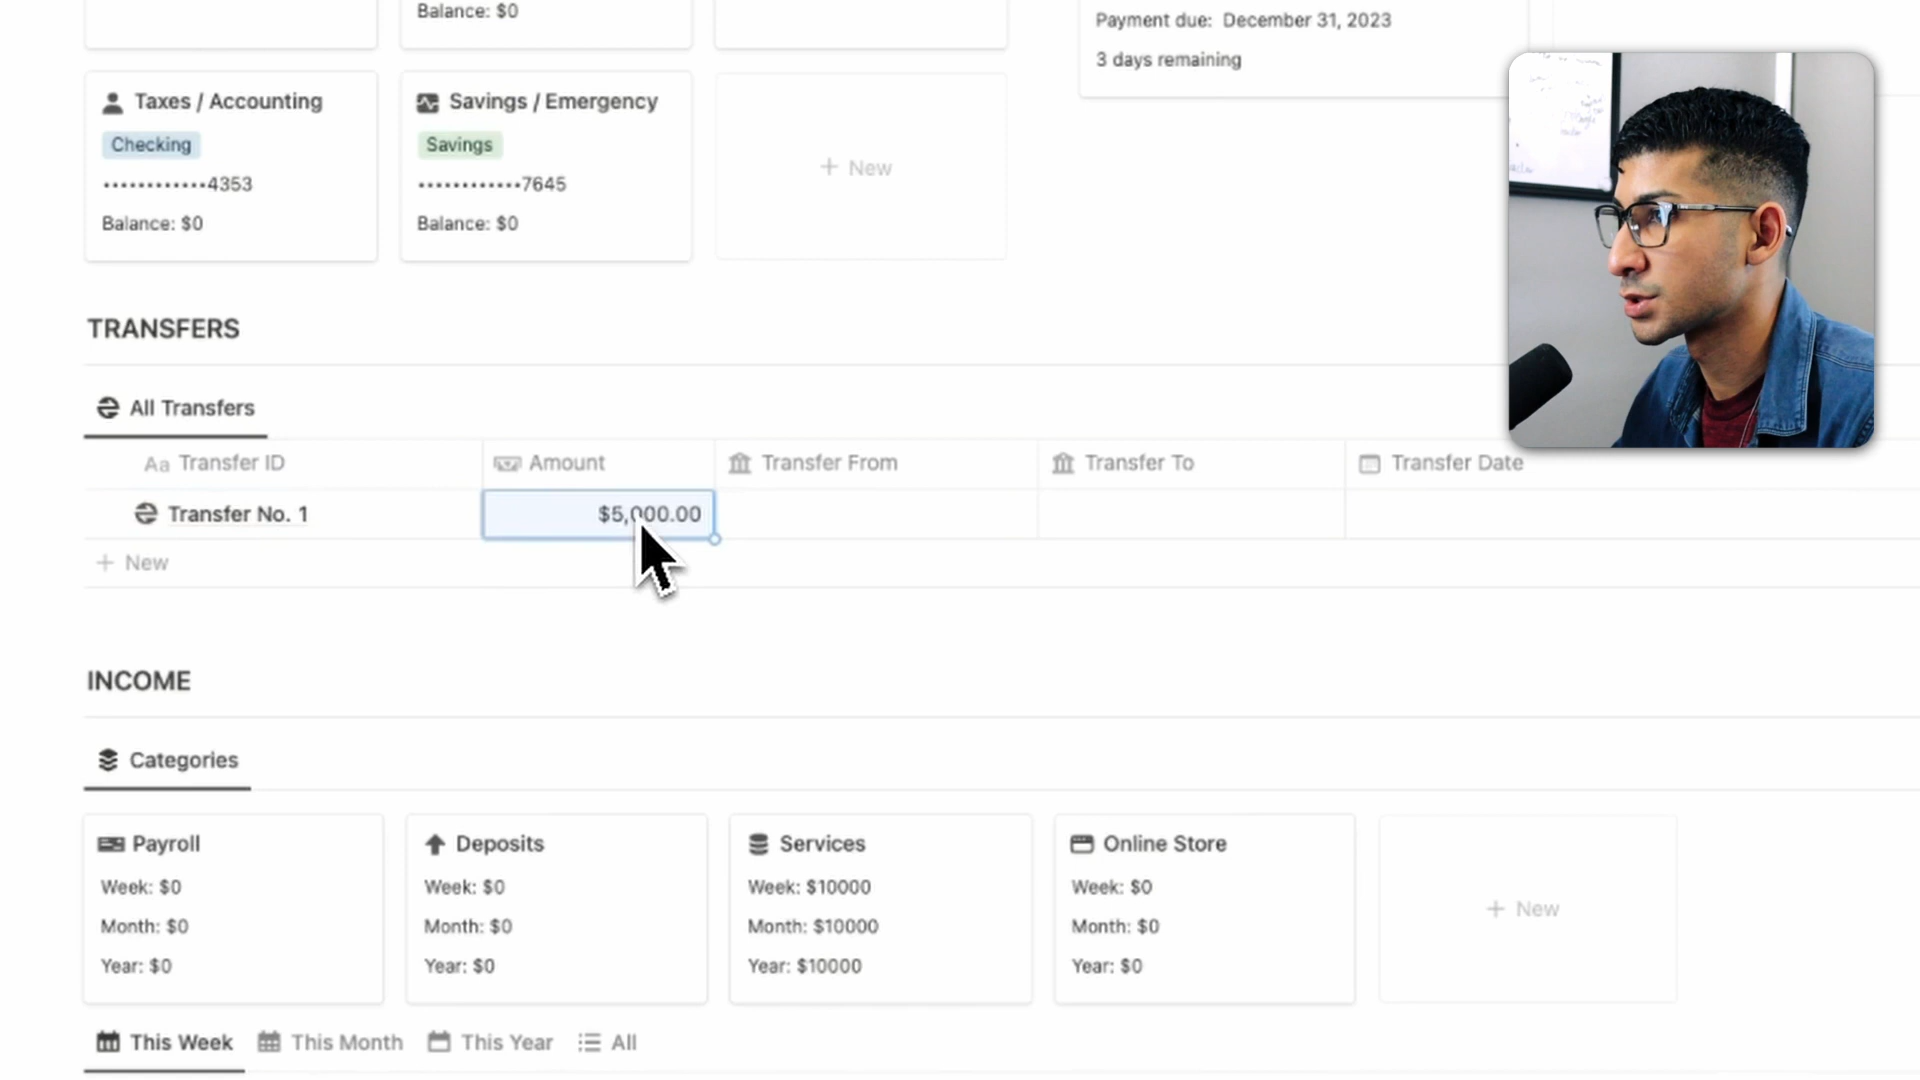 Balance: $0
Payment due: December 31, 2023
3 days remaining
Taxes / Accounting
Checking
••••••••••••4353
Balance: $0
Savings / Emergency
Savings
••••••••••••7645
Balance: $0
+ New
TRANSFERS
All Transfers
Aa Transfer ID
Amount
Transfer From
Transfer To
Transfer Date
Transfer No. 1
$5,000.00
+ New
INCOME
Categories
Payroll
Week: $0
Month: $0
Year: $0
Deposits
Week: $0
Month: $0
Year: $0
Services
Week: $10000
Month: $10000
Year: $10000
Online Store
Week: $0
Month: $0
Year: $0
+ New
This Week
This Month
This Year
All